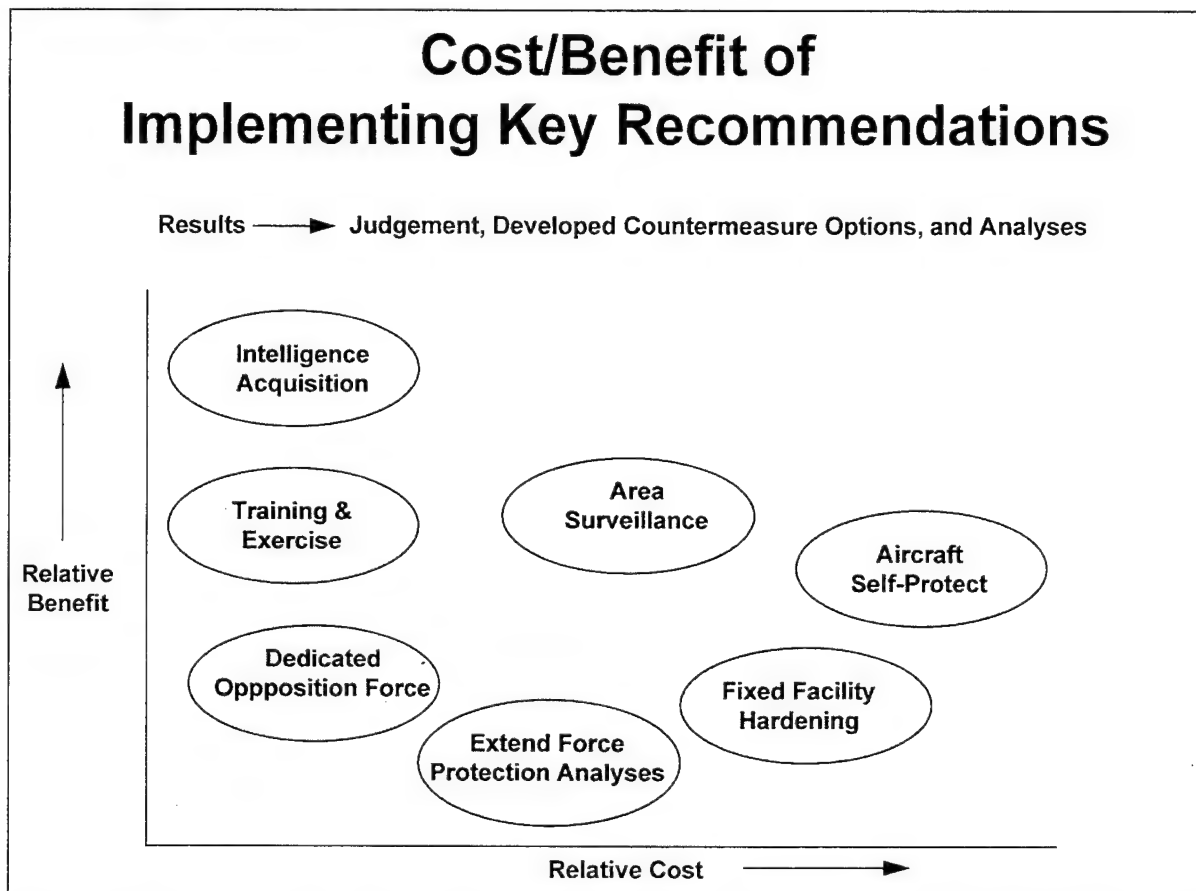 Cost/Benefit of
Implementing Key Recommendations
Results
Judgement, Developed Countermeasure Options, and Analyses
Intelligence
Acquisition
Training &
Exercise
Area
Surveillance
Aircraft
Self-Protect
Relative
Benefit
Dedicated
Oppposition Force
Fixed Facility
Hardening
Extend Force
Protection Analyses
Relative Cost